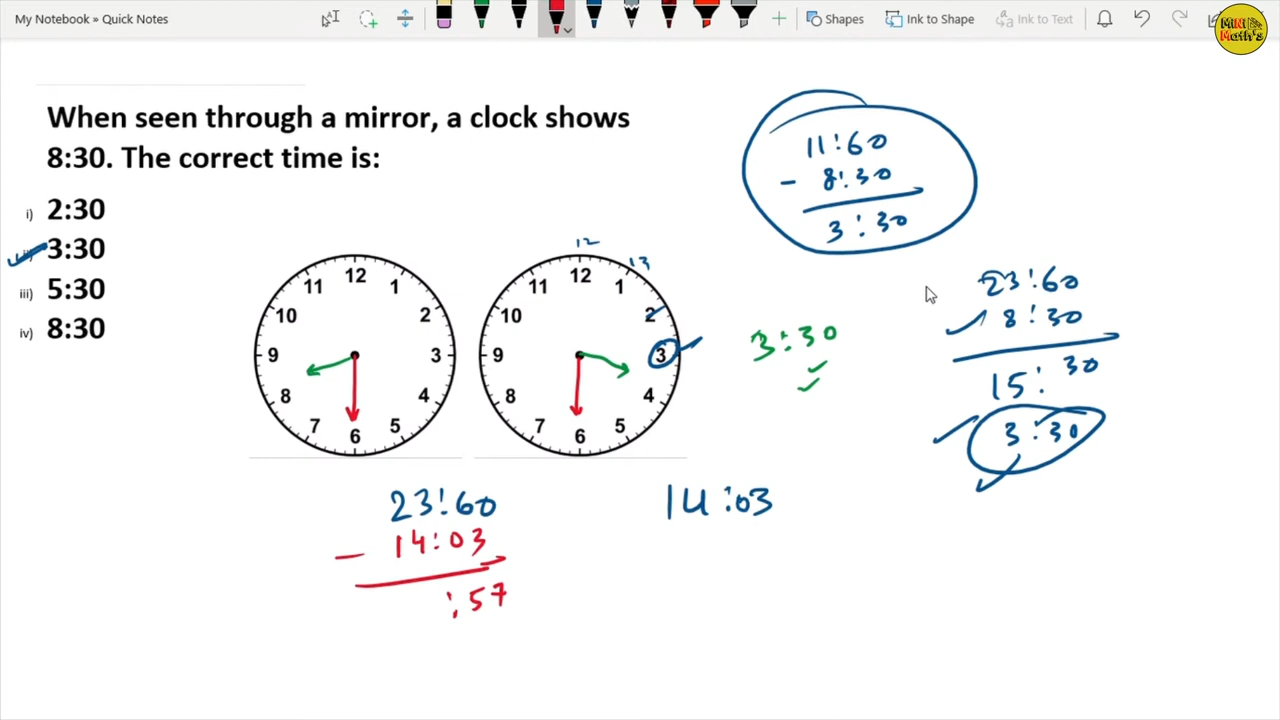 My Notebook » Quick Notes
Shapes
Ink to Shape
Ink to Text
MiNi
Math's
When seen through a mirror, a clock shows
8:30. The correct time is:
i) 2:30
3:30
iii) 5:30
iv) 8:30
11:60
- 8:30
3:30
12
13
12
11 1
10 2
9 3
8 4
7 5
6
12
11 1
10 2
9 3
8 4
7 5
6
3:30
23:60
8:30
15:30
3:30
23:60
- 14:03
:57
14:03